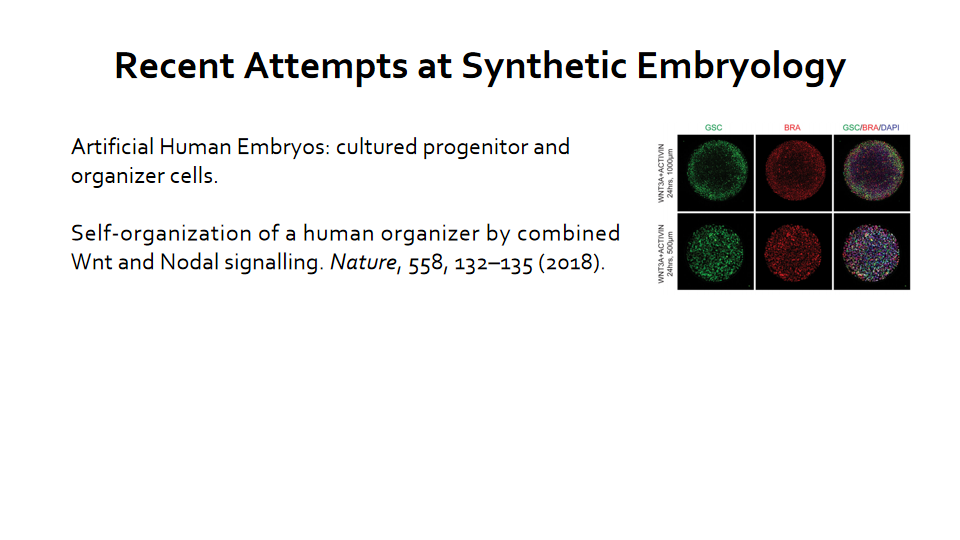 Recent Attempts at Synthetic Embryology
Artificial Human Embryos: cultured progenitor and
organizer cells.
Self-organization of a human organizer by combined
Wnt and Nodal signalling. Nature, 558, 132–135 (2018).
GSC
BRA
GSC/BRA/DAPI
WNT3A+ACTIVIN
24hrs, 1000μm
WNT3A+ACTIVIN
24hrs, 500μm